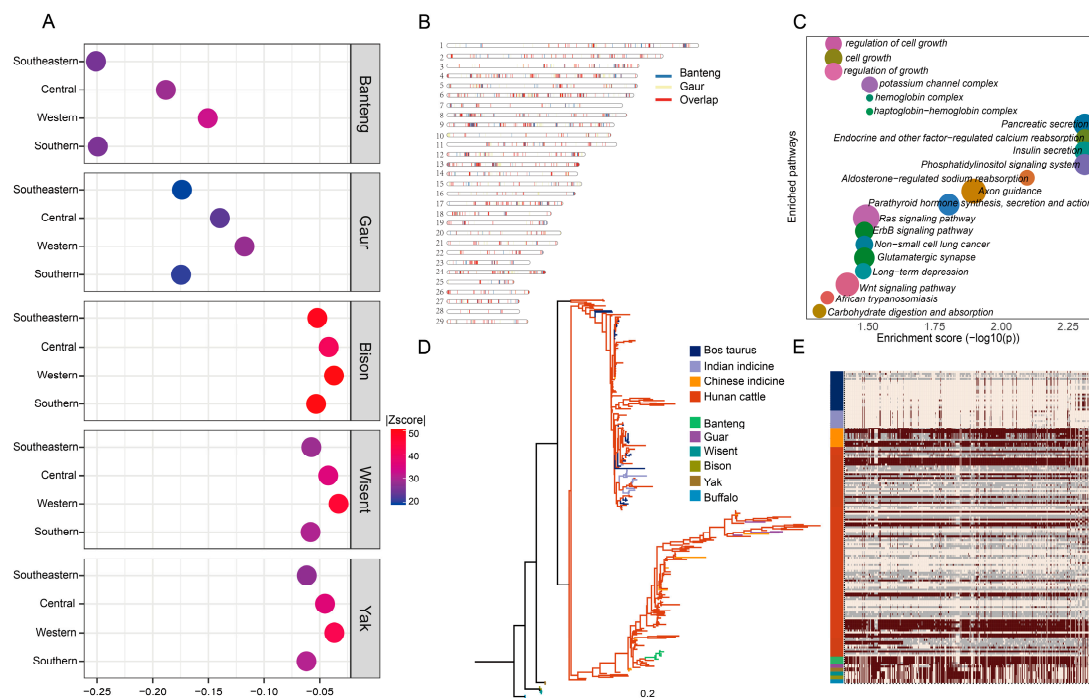 A
Southeastern
Central
Western
Southern
Banteng
Southeastern
Central
Western
Southern
Gaur
Southeastern
Central
Western
Southern
Bison
Southeastern
Central
Western
Southern
Wisent
Southeastern
Central
Western
Southern
Yak
−0.25
−0.20
−0.15
−0.10
−0.05
|Zscore|
50
40
30
20
B
1
2
3
4
5
6
7
8
9
10
11
12
13
14
15
16
17
18
19
20
21
22
23
24
25
26
27
28
29
Banteng
Gaur
Overlap
C
Enriched pathways
regulation of cell growth
cell growth
regulation of growth
potassium channel complex
hemoglobin complex
haptoglobin−hemoglobin complex
Pancreatic secretion
Endocrine and other factor−regulated calcium reabsorption
Insulin secretion
Phosphatidylinositol signaling system
Aldosterone−regulated sodium reabsorption
Axon guidance
Parathyroid hormone synthesis, secretion and action
Ras signaling pathway
ErbB signaling pathway
Non−small cell lung cancer
Glutamatergic synapse
Long−term depression
Wnt signaling pathway
African trypanosomiasis
Carbohydrate digestion and absorption
1.50
1.75
2.00
2.25
Enrichment score (−log10(p))
D
Bos taurus
Indian indicine
Chinese indicine
Hunan cattle
Banteng
Guar
Wisent
Bison
Yak
Buffalo
0.2
E